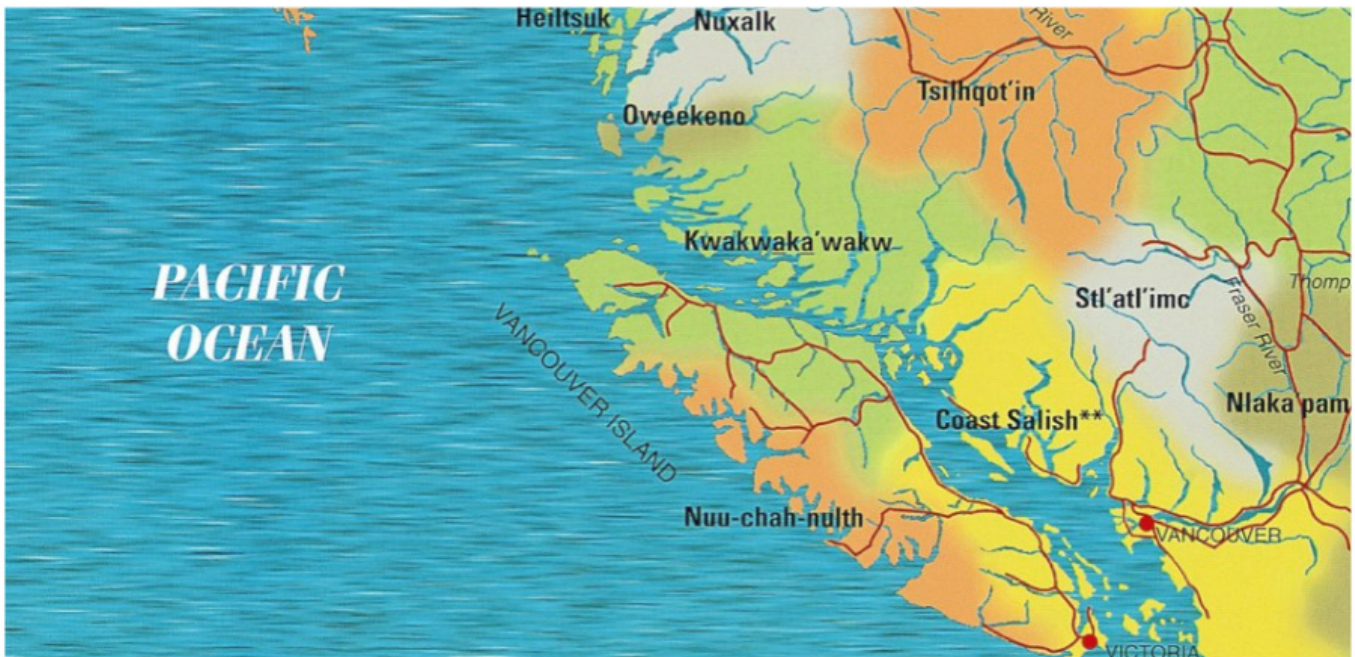 Heiltsuk
Nuxalk
River
Tsilhqot'in
Oweekeno
Kwakwaka'wakw
PACIFIC
OCEAN
VANCOUVER ISLAND
Stl'atl'imc
Thomp
Fraser River
Nlaka pam
Coast Salish**
Nuu-chah-nulth
VANCOUVER
VICTORIA